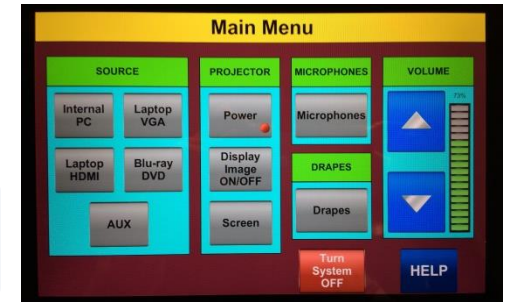 Main Menu
SOURCE
Internal
PC
Laptop
VGA
Laptop
HDMI
Blu-ray
DVD
AUX
PROJECTOR
Power
Display
Image
ON/OFF
Screen
MICROPHONES
Microphones
DRAPES
Drapes
VOLUME
73%
Turn
System
OFF
HELP